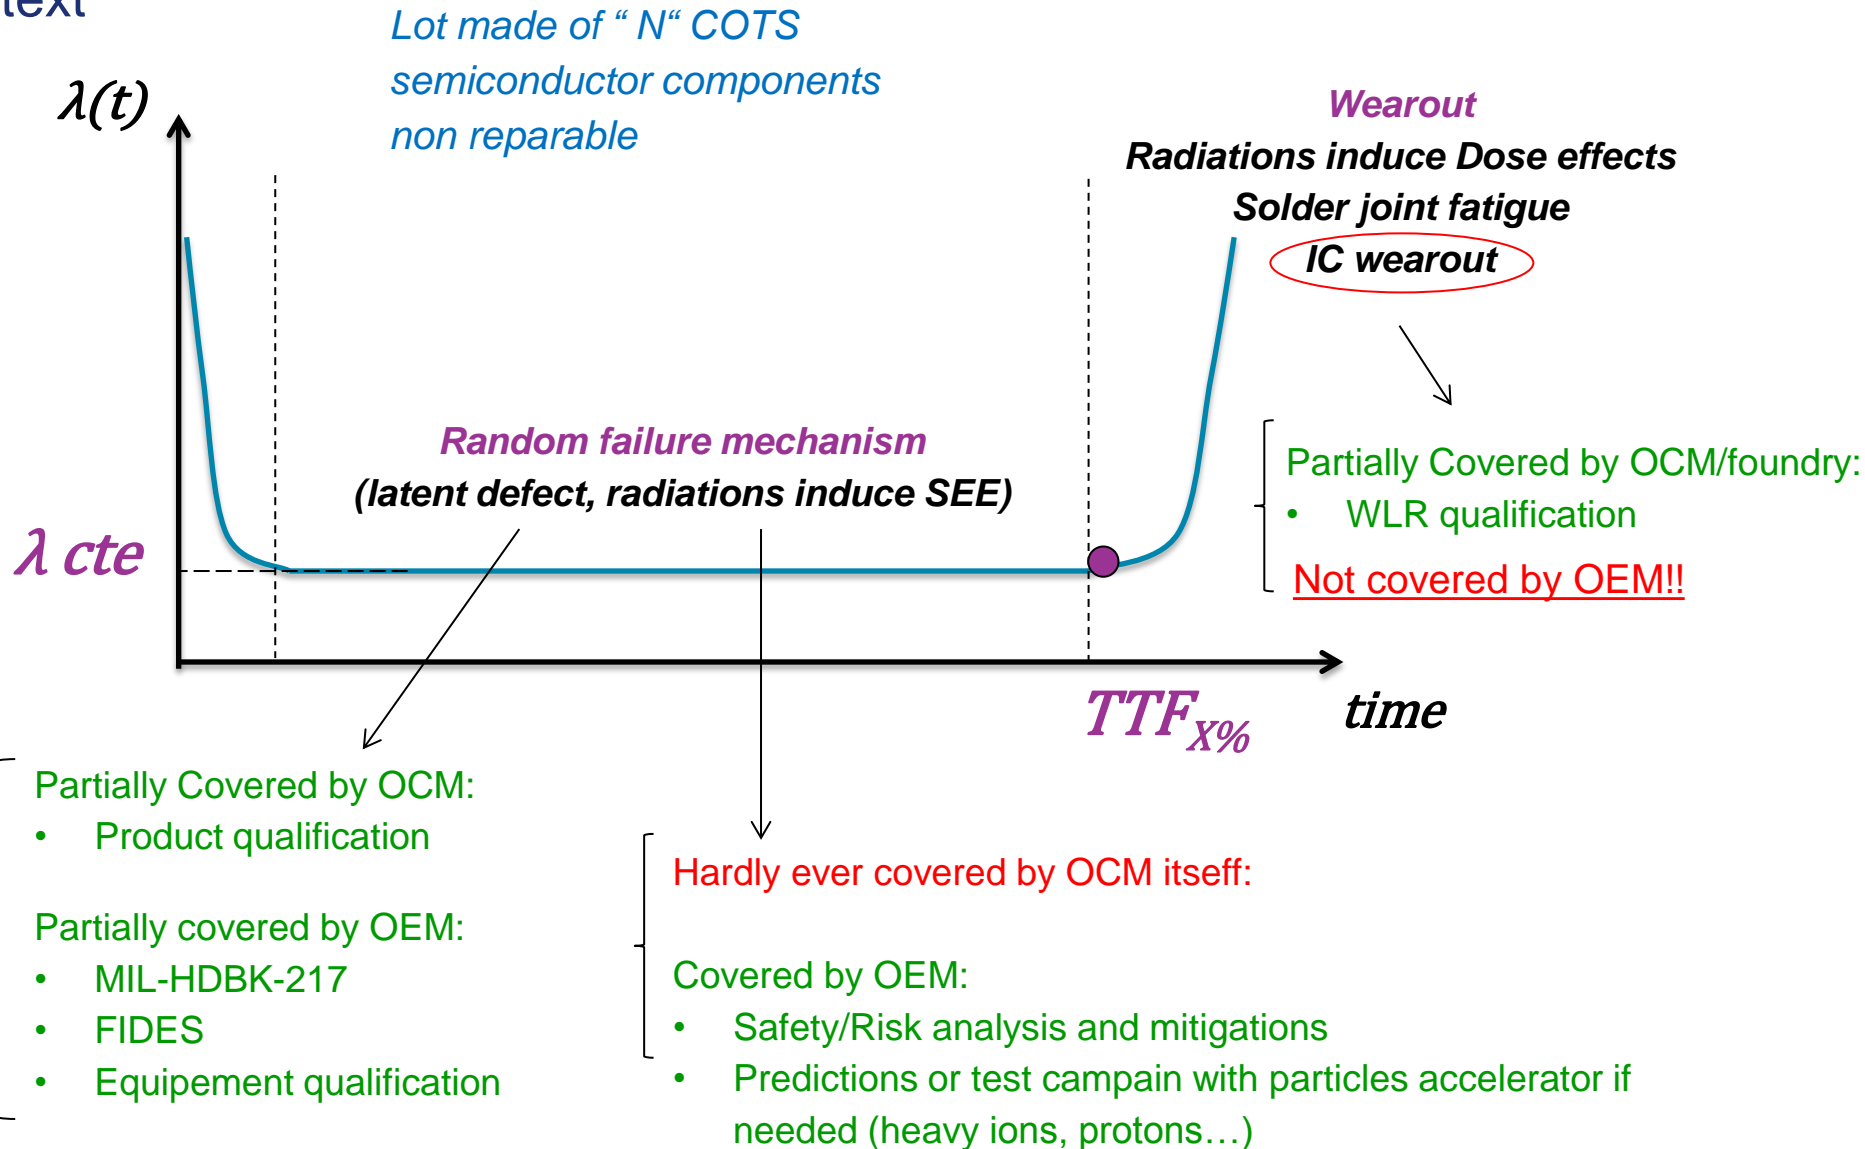 Lot made of “ N“ COTS
semiconductor components
non reparable
λ(t)
Wearout
Radiations induce Dose effects
Solder joint fatigue
IC wearout
Random failure mechanism
(latent defect, radiations induce SEE)
Partially Covered by OCM/foundry:
• WLR qualification
Not covered by OEM!!
λ cte
TTFX%
time
Partially Covered by OCM:
• Product qualification
Partially covered by OEM:
• MIL-HDBK-217
• FIDES
• Equipement qualification
Hardly ever covered by OCM itseff:
Covered by OEM:
• Safety/Risk analysis and mitigations
• Predictions or test campain with particles accelerator if
needed (heavy ions, protons…)